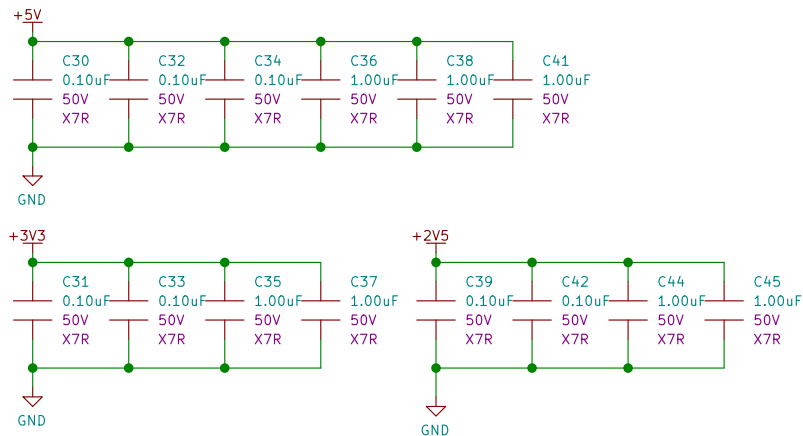 +5V
C30 C32 C34 C36 C38 C41
0.10uF 0.10uF 0.10uF 1.00uF 1.00uF 1.00uF
50V 50V 50V 50V 50V 50V
X7R X7R X7R X7R X7R X7R
GND
+3V3
C31 C33 C35 C37
0.10uF 0.10uF 1.00uF 1.00uF
50V 50V 50V 50V
X7R X7R X7R X7R
GND
+2V5
C39 C42 C44 C45
0.10uF 0.10uF 1.00uF 1.00uF
50V 50V 50V 50V
X7R X7R X7R X7R
GND